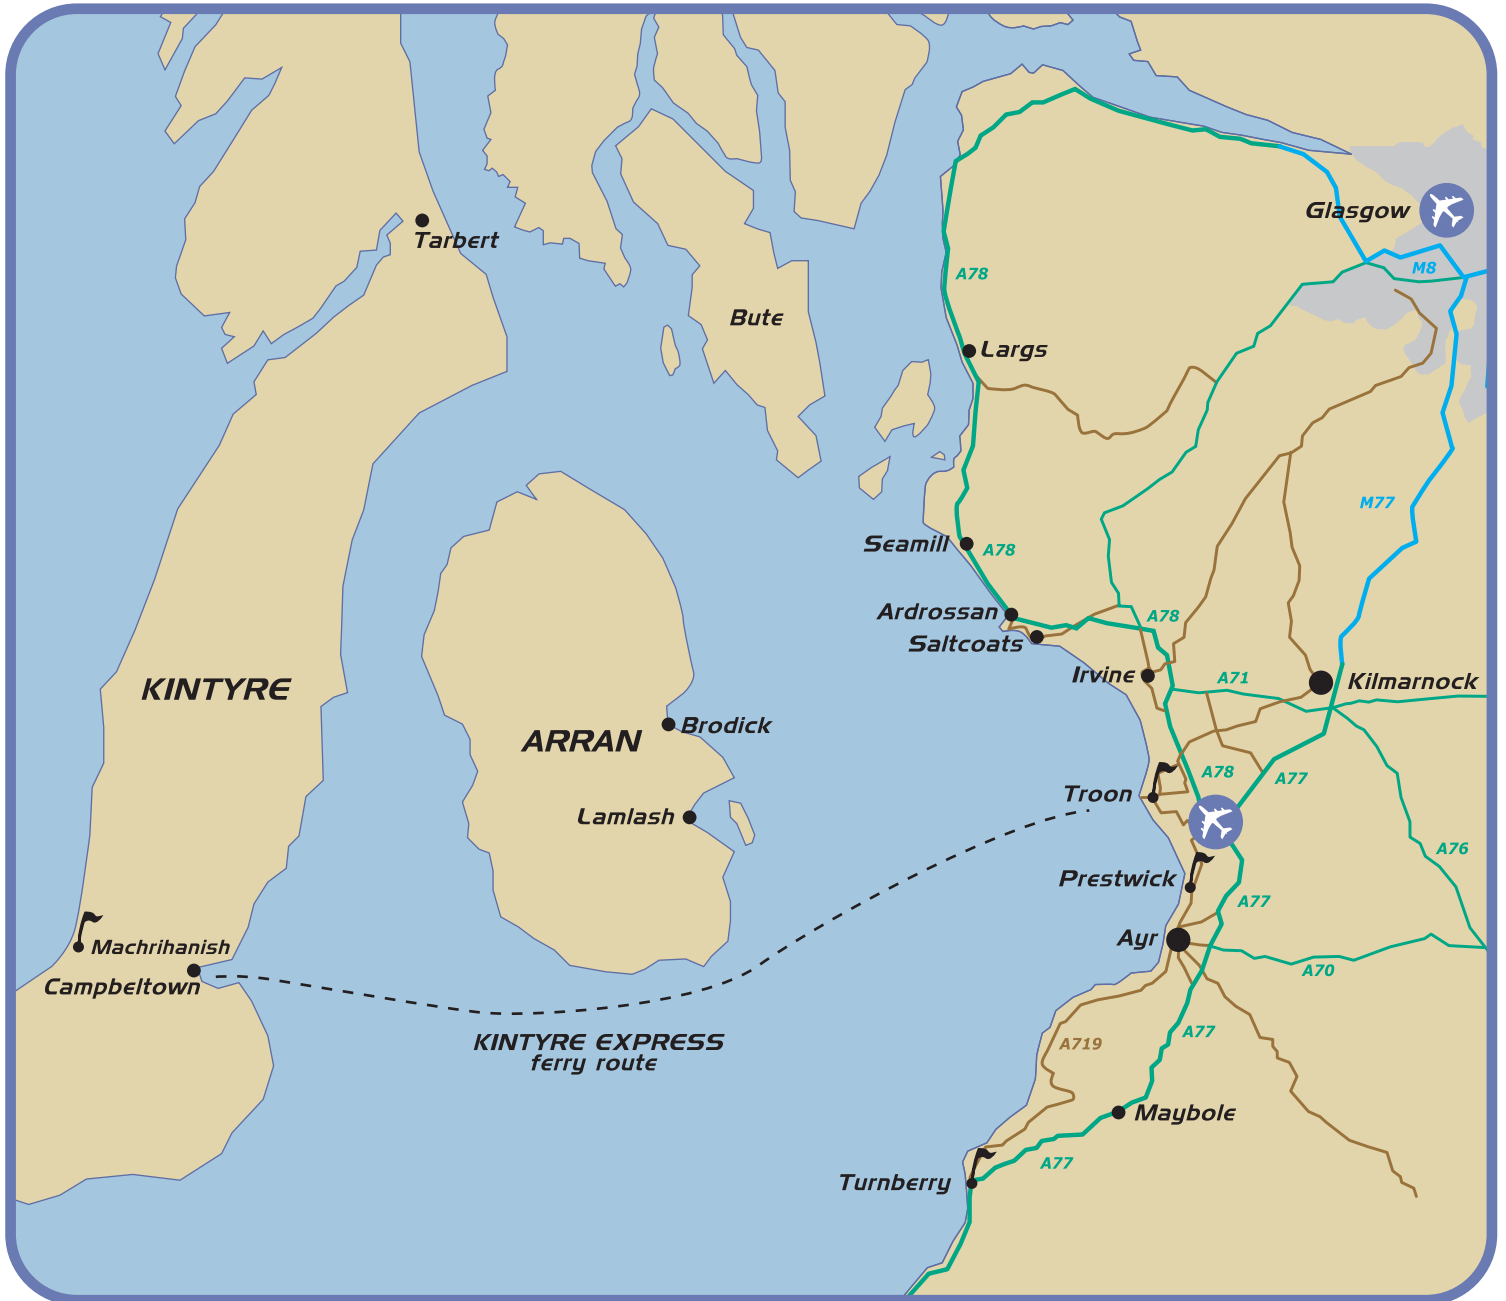 Glasgow
Tarbert
M8
A78
Bute
Largs
M77
Seamill
A78
Ardrossan
A78
Saltcoats
Irvine
A71
Kilmarnock
KINTYRE
Brodick
ARRAN
A78
A77
Troon
Lamlash
A76
Prestwick
A77
Ayr
Machrihanish
A70
Campbeltown
A77
KINTYRE EXPRESS
ferry route
A719
Maybole
A77
Turnberry